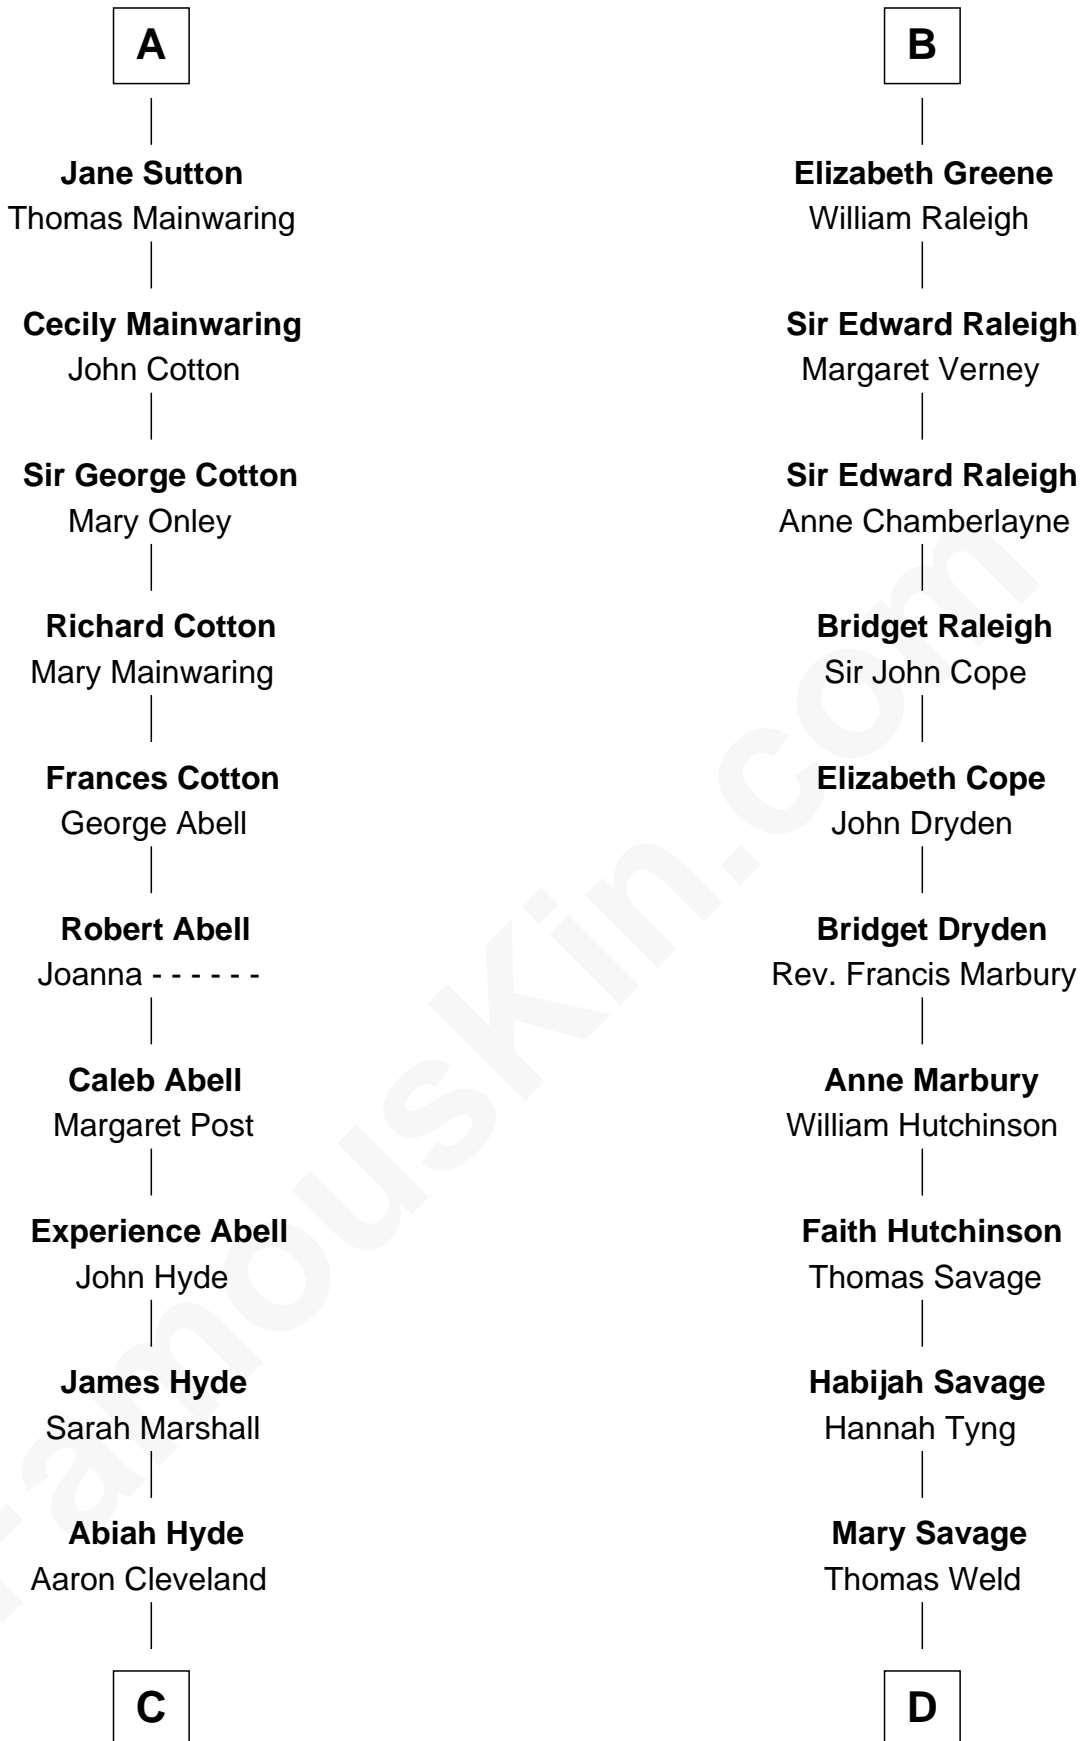 A
Jane Sutton
Thomas Mainwaring
Cecily Mainwaring
John Cotton
Sir George Cotton
Mary Onley
Richard Cotton
Mary Mainwaring
Frances Cotton
George Abell
Robert Abell
Joanna - - - - - -
Caleb Abell
Margaret Post
Experience Abell
John Hyde
James Hyde
Sarah Marshall
Abiah Hyde
Aaron Cleveland
C
B
Elizabeth Greene
William Raleigh
Sir Edward Raleigh
Margaret Verney
Sir Edward Raleigh
Anne Chamberlayne
Bridget Raleigh
Sir John Cope
Elizabeth Cope
John Dryden
Bridget Dryden
Rev. Francis Marbury
Anne Marbury
William Hutchinson
Faith Hutchinson
Thomas Savage
Habijah Savage
Hannah Tyng
Mary Savage
Thomas Weld
D
FamousKin.com